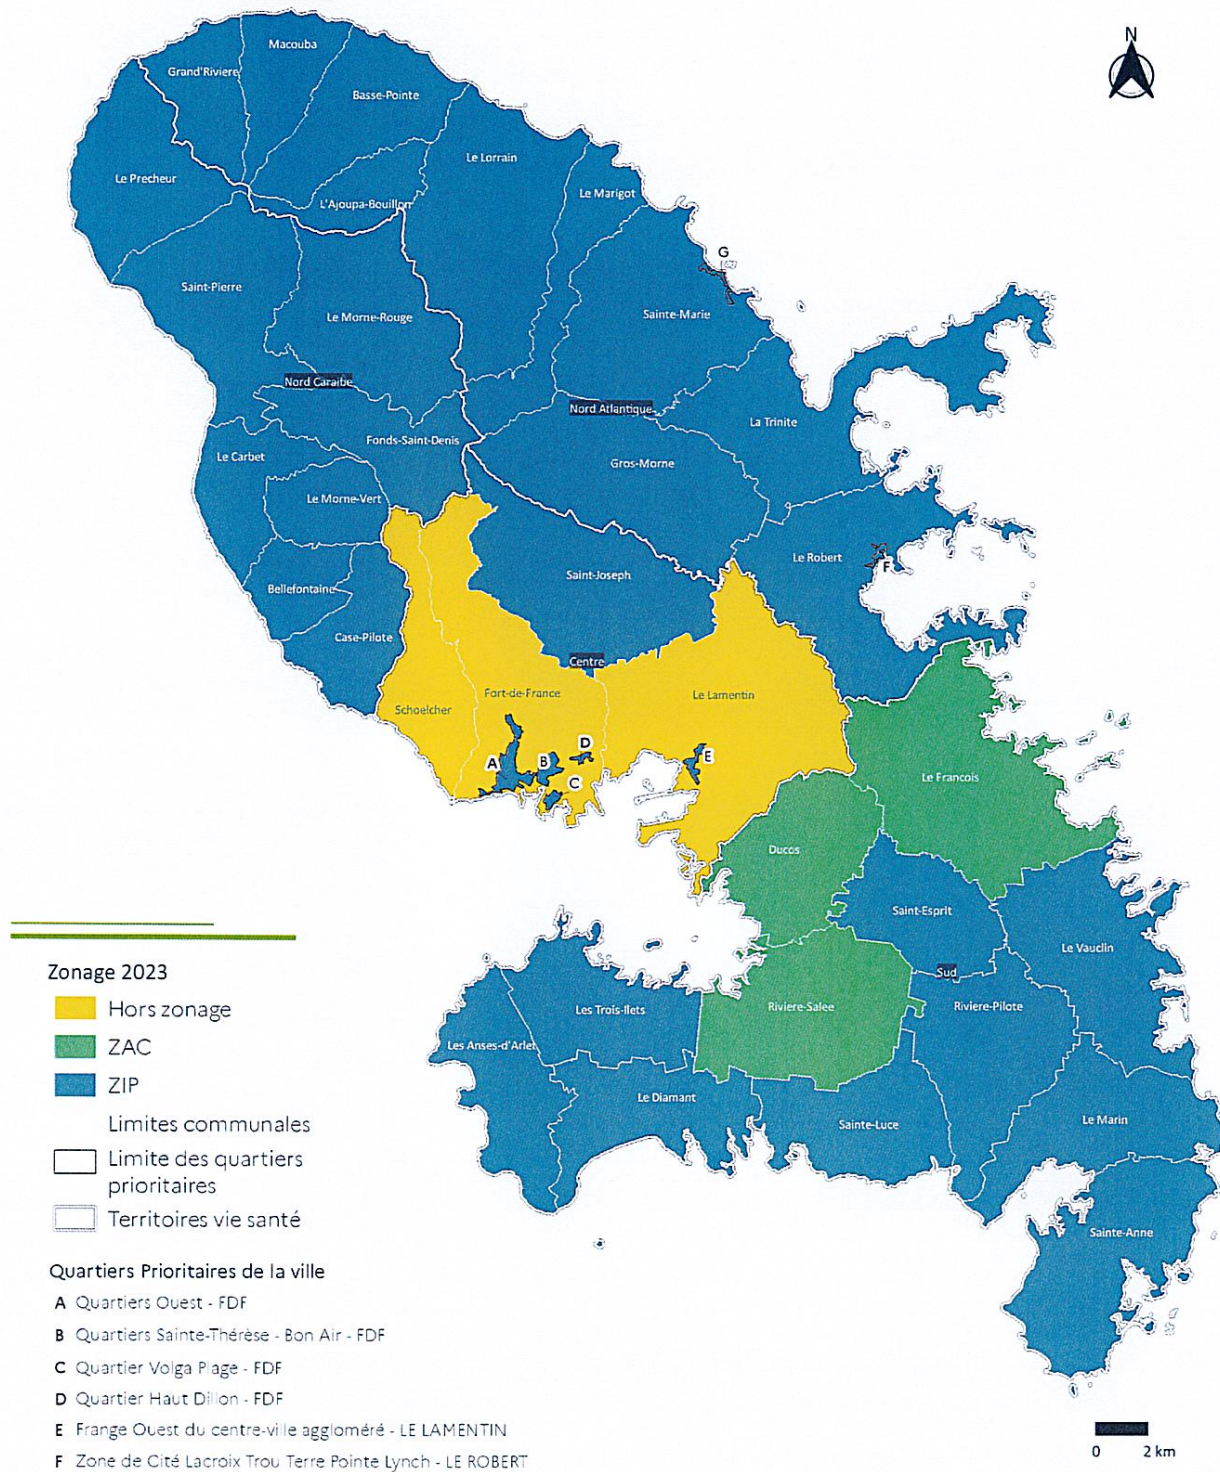 N
Macouba
Grand'Riviere
Basse-Pointe
Le Lorrain
Le Precheur
Le Marigot
L'Ajoupa-Bouillon
G
Saint-Pierre
Le Morne-Rouge
Sainte-Marie
Nord Caraibe
Nord Atlantique
La Trinite
Fonds-Saint-Denis
Le Carbet
Gros-Morne
Le Morne-Vert
Le Robert
F
Saint-Joseph
Bellefontaine
Case-Pilote
Centre
Fort-de-France
Le Lamentin
Schoelcher
D
A
B
E
C
Le Francois
Ducos
Saint-Esprit
Le Vauclin
Sud
Les Trois-Ilets
Riviere-Salee
Riviere-Pilote
Les Anses-d'Arlet
Le Diamant
Sainte-Luce
Le Marin
Sainte-Anne
Zonage 2023
Hors zonage
ZAC
ZIP
Limites communales
Limite des quartiers
prioritaires
Territoires vie santé
Quartiers Prioritaires de la ville
A Quartiers Ouest - FDF
B Quartiers Sainte-Thérèse - Bon Air - FDF
C Quartier Volga Plage - FDF
D Quartier Haut Dillon - FDF
E Frange Ouest du centre-ville aggloméré - LE LAMENTIN
F Zone de Cité Lacroix Trou Terre Pointe Lynch - LE ROBERT
0 2 km